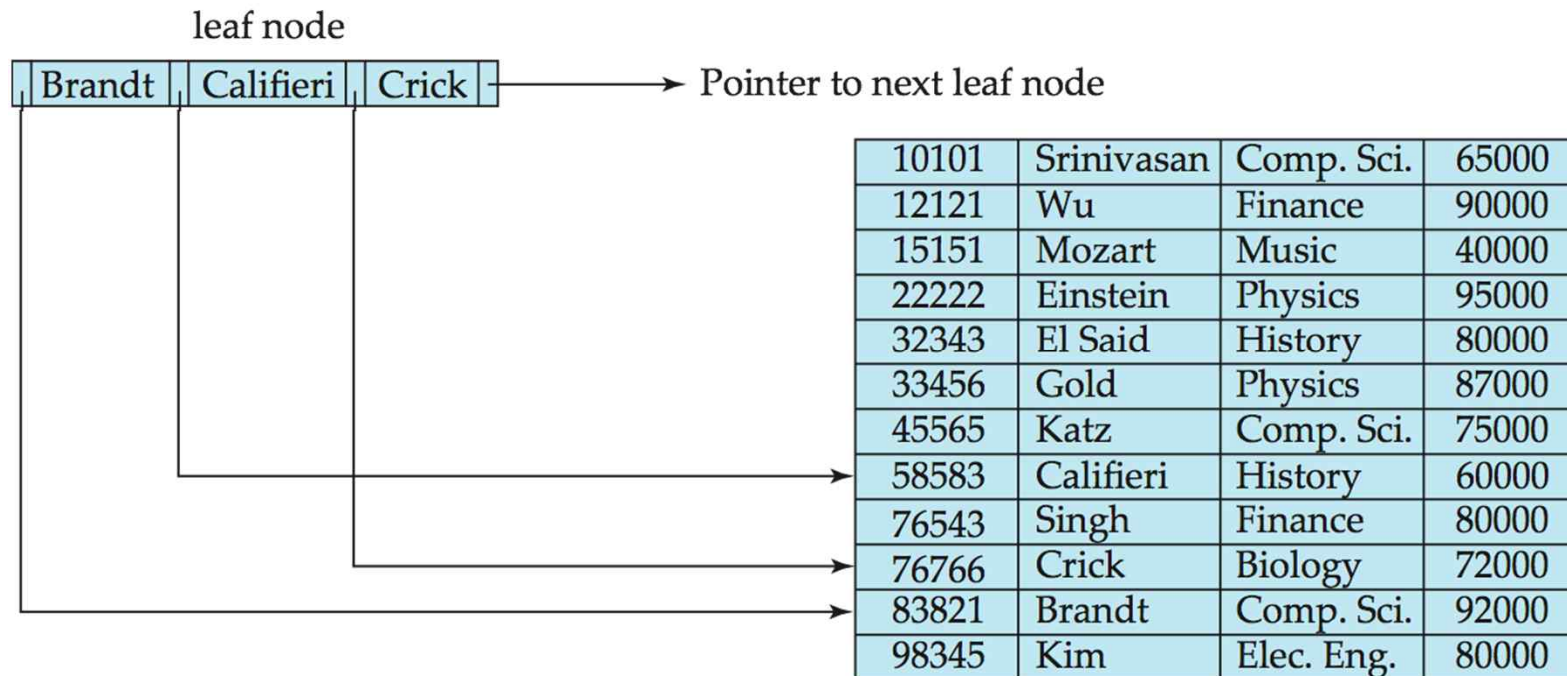 leaf node
Brandt Califieri Crick
Pointer to next leaf node
10101 Srinivasan Comp. Sci. 65000
12121 Wu Finance 90000
15151 Mozart Music 40000
22222 Einstein Physics 95000
32343 El Said History 80000
33456 Gold Physics 87000
45565 Katz Comp. Sci. 75000
58583 Califieri History 60000
76543 Singh Finance 80000
76766 Crick Biology 72000
83821 Brandt Comp. Sci. 92000
98345 Kim Elec. Eng. 80000